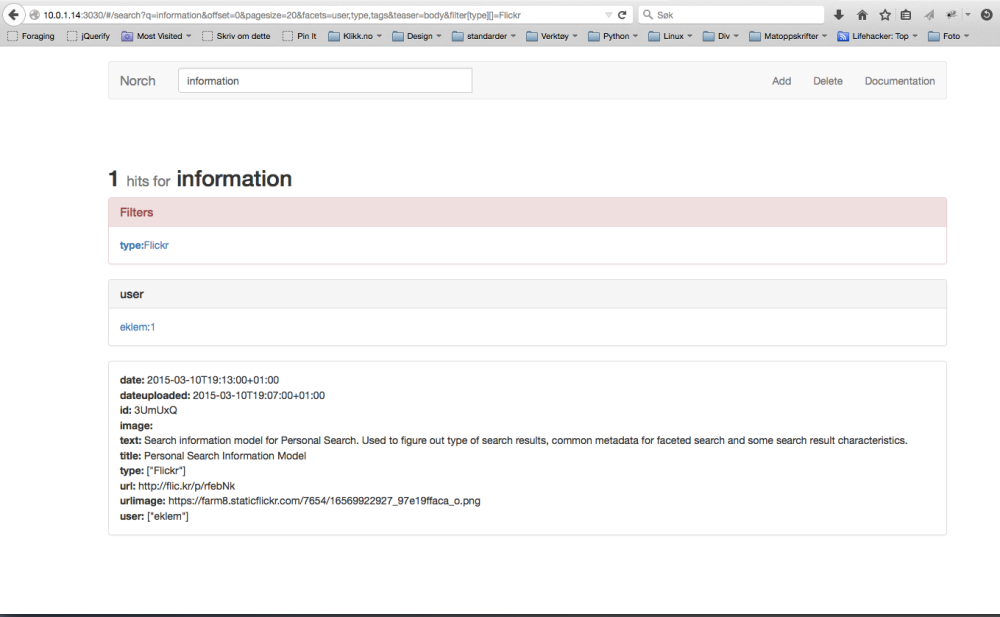 10.0.1.14:3030/#/search?q=information&offset=0&pagesize=20&facets=user,type,tags&teaser=body&filter[type][]=Flickr Søk
Foraging jQuerify Most Visited Skriv om dette Pin It Klikk.no Design standarder Verktøy Python Linux Div Matoppskrifter Lifehacker: Top Foto
Norch information Add Delete Documentation
1 hits for information
Filters
type:Flickr
user
eklem:1
date: 2015-03-10T19:13:00+01:00
dateuploaded: 2015-03-10T19:07:00+01:00
id: 3UmUxQ
image:
text: Search information model for Personal Search. Used to figure out type of search results, common metadata for faceted search and some search result characteristics.
title: Personal Search Information Model
type: ["Flickr"]
url: http://flic.kr/p/rfebNk
urlimage: https://farm8.staticflickr.com/7654/16569922927_97e19ffaca_o.png
user: ["eklem"]